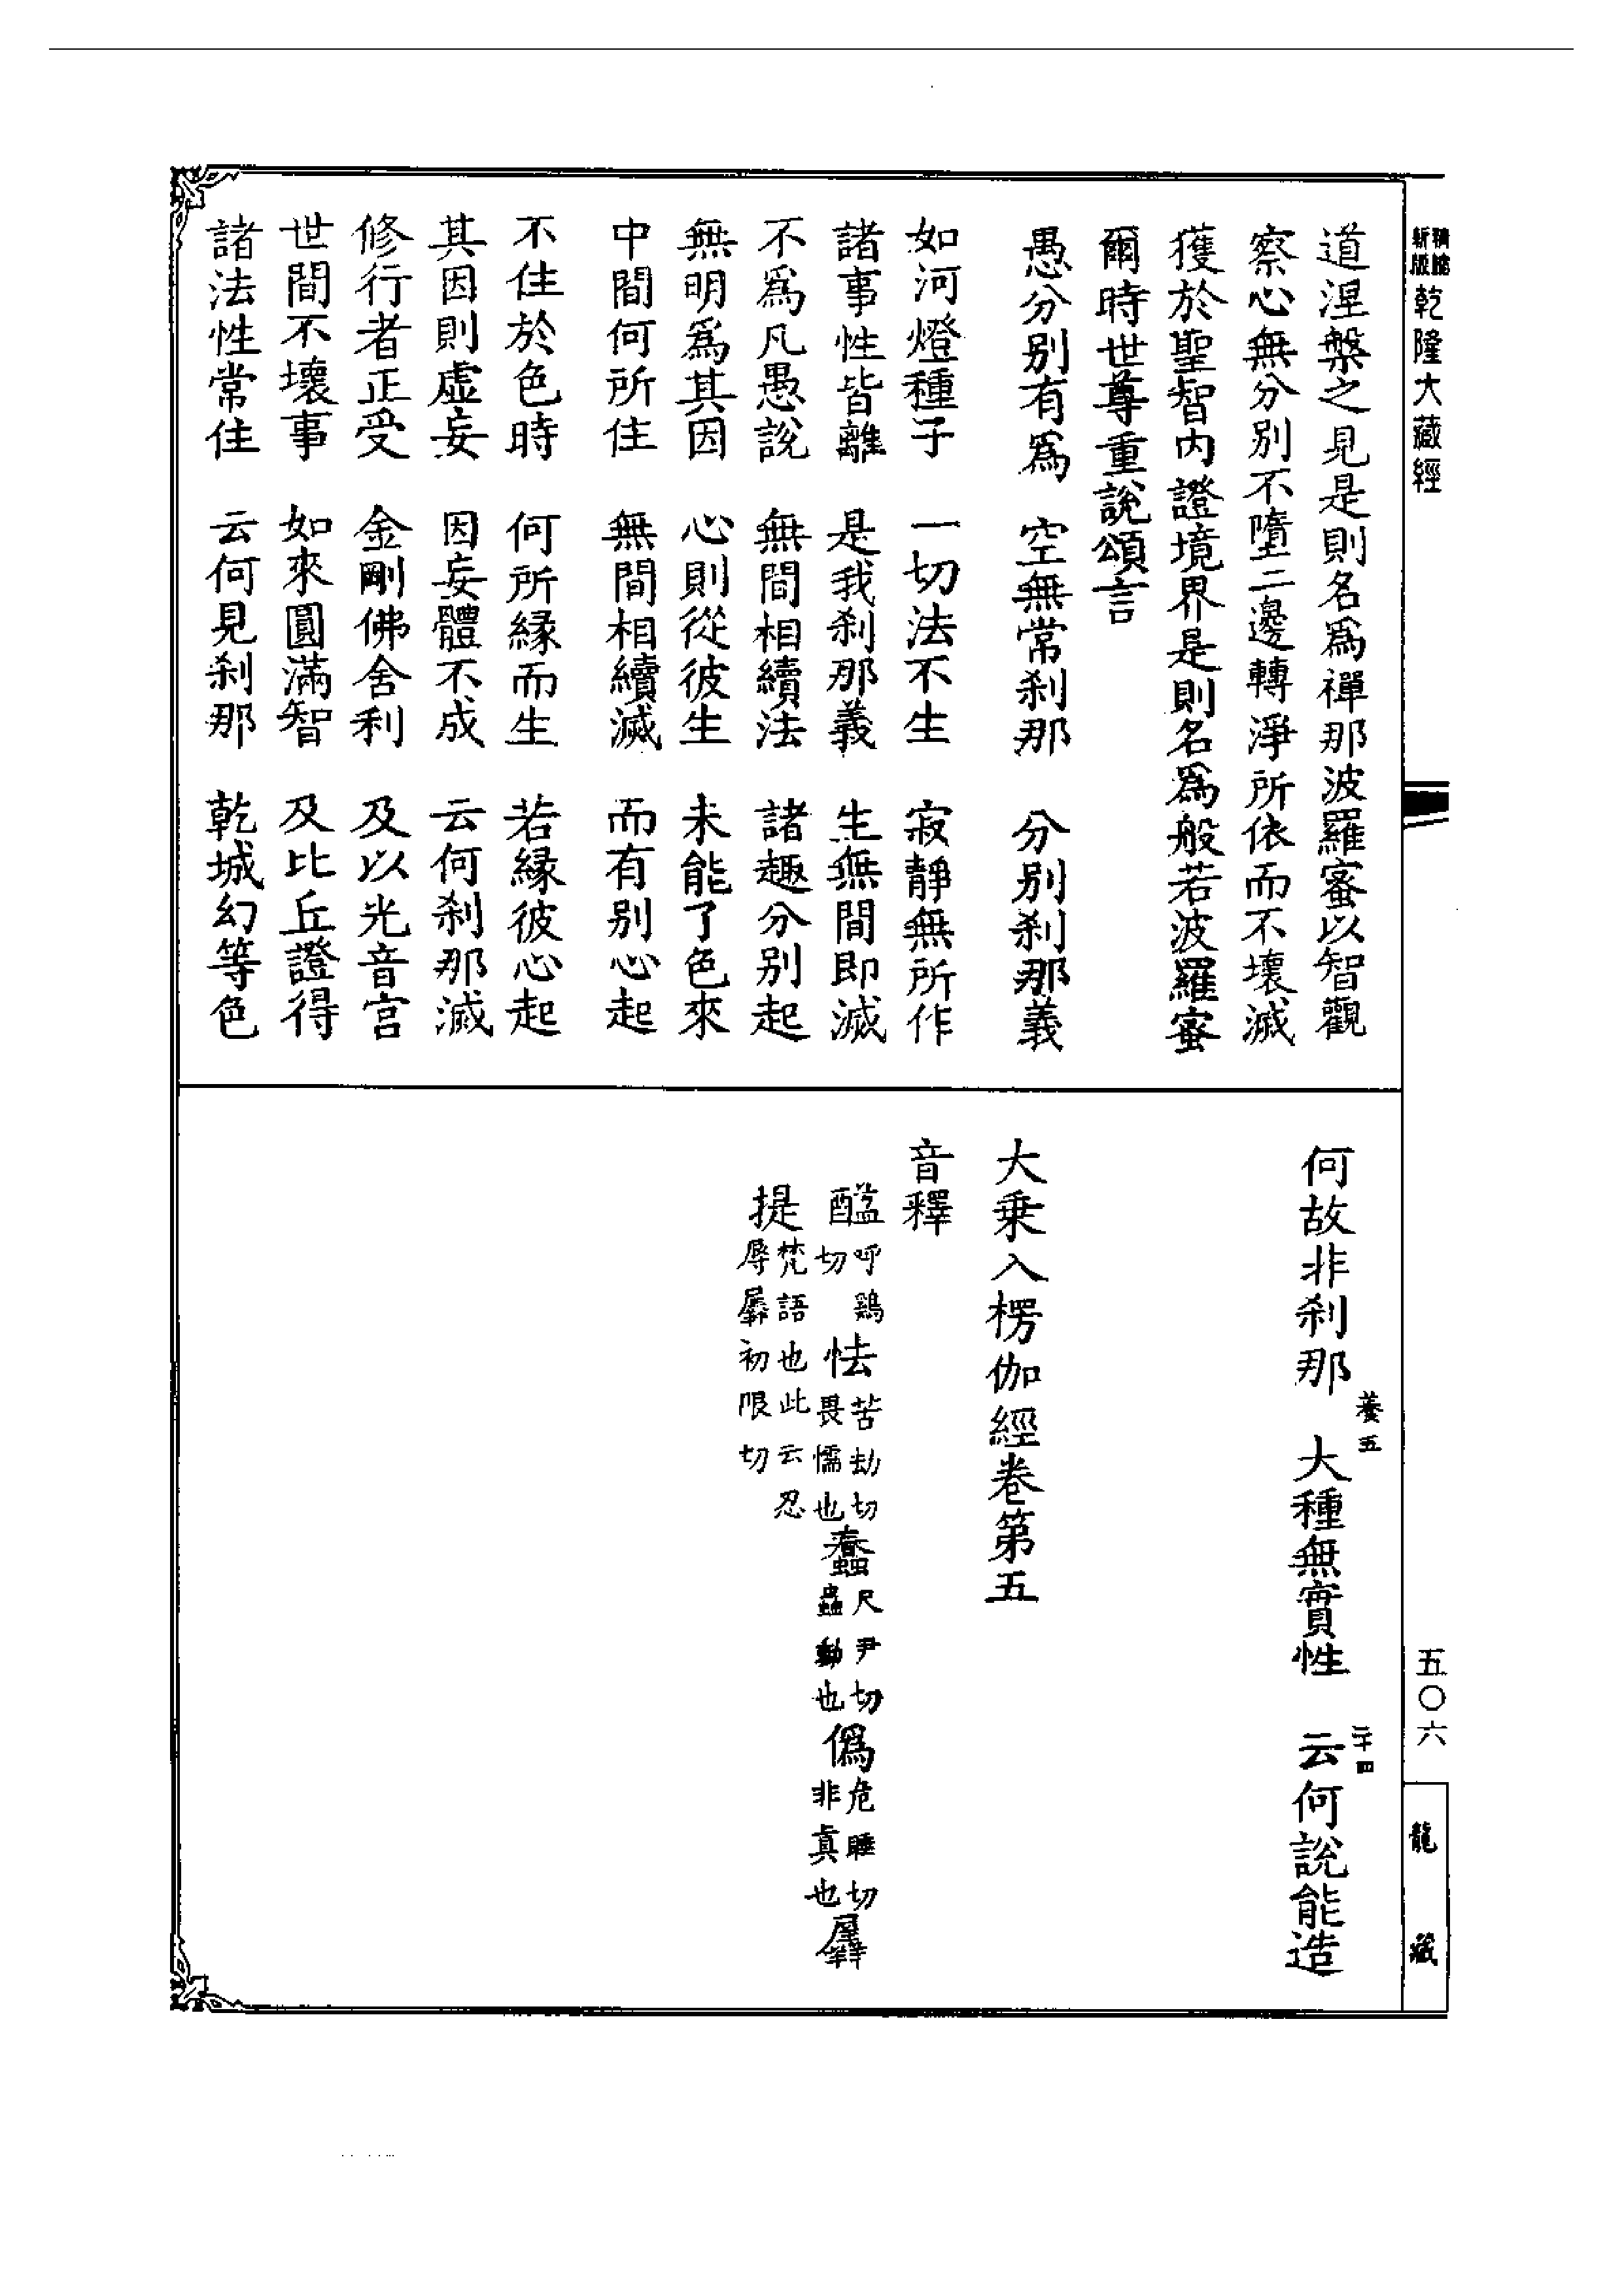 精縮
新版
乾隆大藏經
道涅槃之見是則名爲禪那波羅蜜以智觀
察心無分别不墮二邊轉淨所依而不壞滅
獲於聖智内證境界是則名爲般若波羅蜜
爾時世尊重說頌言
愚分别有爲　空無常刹那　分别刹那義
如河燈種子　一切法不生　寂靜無所作
諸事性皆離　是我刹那義　生無間即滅
不爲凡愚說　無間相續法　諸趣分别起
無明爲其因　心則從彼生　未能了色來
中間何所住　無間相續滅　而有别心起
不住於色時　何所縁而生　若縁彼心起
其因則虚妄　因妄體不成　云何刹那滅
修行者正受　金剛佛舍利　及以光音宫
世間不壞事　如來圓滿智　及比丘證得
諸法性常住　云何見刹那　乾城幻等色
何故非刹那　大種無實性　云何說能造
養五
二十四
大乗入楞伽經卷第五
音釋
醯呼鷄切　怯苦劫切畏懦也　蠢尺尹切蟲動也　僞危睡切非真也　羼
提梵語也此云忍辱羼初限切
五〇六
龍藏